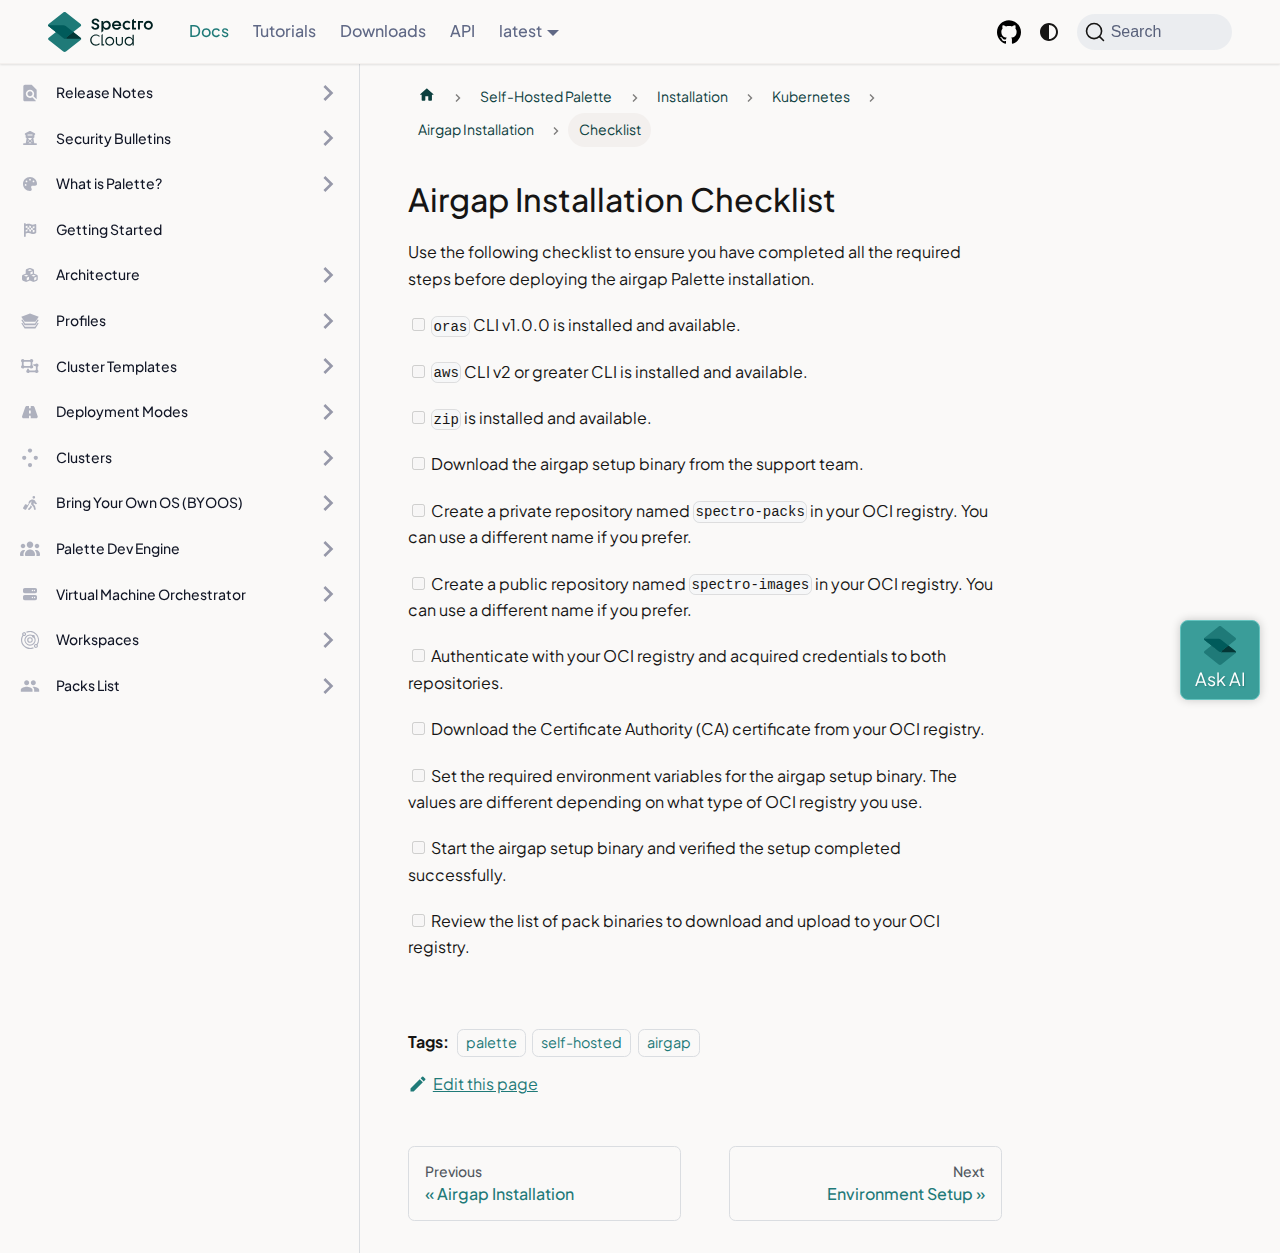 Spectro
Cloud
Docs
Tutorials
Downloads
API
latest
Search
Release Notes
Security Bulletins
What is Palette?
Getting Started
Architecture
Profiles
Cluster Templates
Deployment Modes
Clusters
Bring Your Own OS (BYOOS)
Palette Dev Engine
Virtual Machine Orchestrator
Workspaces
Packs List
Self-Hosted Palette
Installation
Kubernetes
Airgap Installation
Checklist
Airgap Installation Checklist
Use the following checklist to ensure you have completed all the required
steps before deploying the airgap Palette installation.
oras CLI v1.0.0 is installed and available.
aws CLI v2 or greater CLI is installed and available.
zip is installed and available.
Download the airgap setup binary from the support team.
Create a private repository named spectro-packs in your OCI registry. You
can use a different name if you prefer.
Create a public repository named spectro-images in your OCI registry. You
can use a different name if you prefer.
Authenticate with your OCI registry and acquired credentials to both
repositories.
Download the Certificate Authority (CA) certificate from your OCI registry.
Set the required environment variables for the airgap setup binary. The
values are different depending on what type of OCI registry you use.
Start the airgap setup binary and verified the setup completed
successfully.
Review the list of pack binaries to download and upload to your OCI
registry.
Tags: palette self-hosted airgap
Edit this page
Previous
« Airgap Installation
Next
Environment Setup »
Ask AI